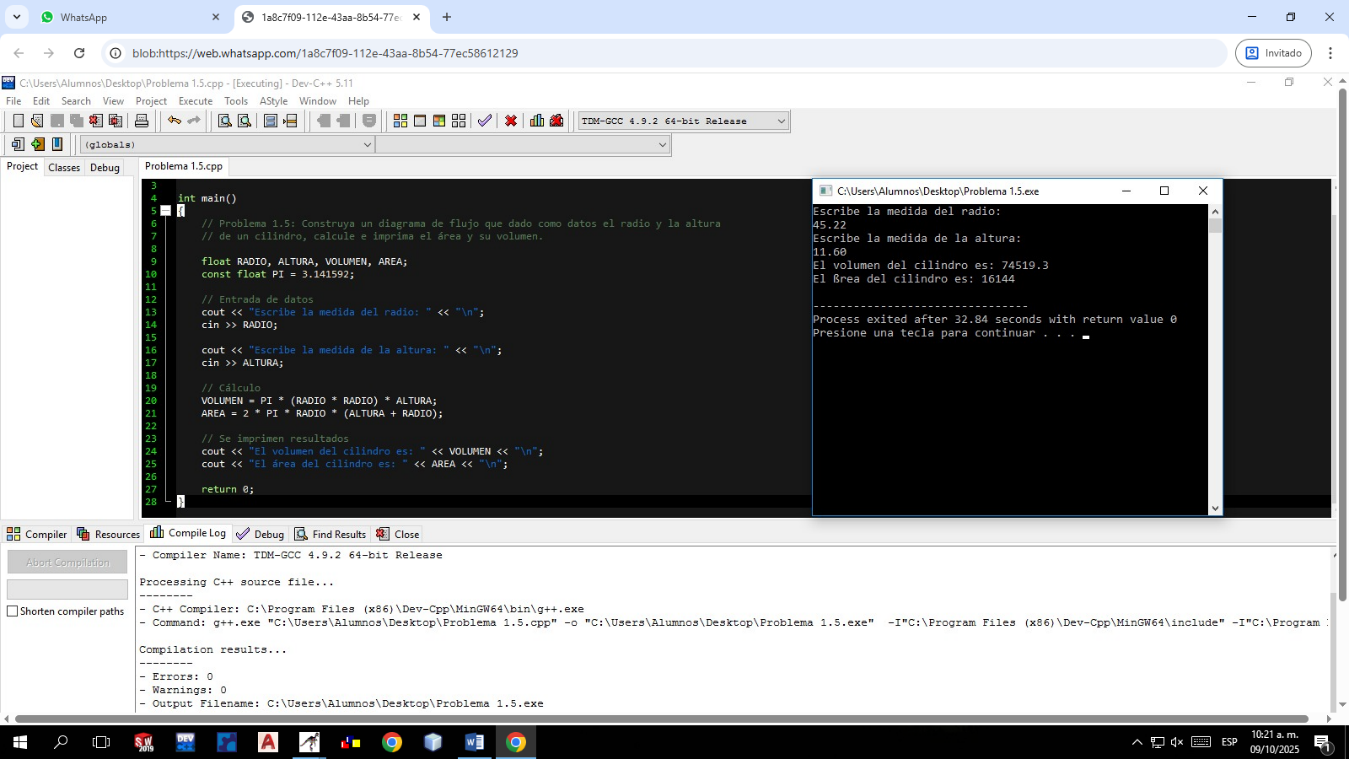 WhatsApp
1a8c7f09-112e-43aa-8b54-77ec
blob:https://web.whatsapp.com/1a8c7f09-112e-43aa-8b54-77ec58612129
Invitado
C:\Users\Alumnos\Desktop\Problema 1.5.cpp - [Executing] - Dev-C++ 5.11
File Edit Search View Project Execute Tools AStyle Window Help
TDM-GCC 4.9.2 64-bit Release
(globals)
Project Classes Debug
Problema 1.5.cpp
3
4 int main()
5 {
6 // Problema 1.5: Construya un diagrama de flujo que dado como datos el radio y la altura
7 // de un cilindro, calcule e imprima el área y su volumen.
8
9 float RADIO, ALTURA, VOLUMEN, AREA;
10 const float PI = 3.141592;
11
12 // Entrada de datos
13 cout << "Escribe la medida del radio: " << "\n";
14 cin >> RADIO;
15
16 cout << "Escribe la medida de la altura: " << "\n";
17 cin >> ALTURA;
18
19 // Cálculo
20 VOLUMEN = PI * (RADIO * RADIO) * ALTURA;
21 AREA = 2 * PI * RADIO * (ALTURA + RADIO);
22
23 // Se imprimen resultados
24 cout << "El volumen del cilindro es: " << VOLUMEN << "\n";
25 cout << "El área del cilindro es: " << AREA << "\n";
26
27 return 0;
28 }
C:\Users\Alumnos\Desktop\Problema 1.5.exe
Escribe la medida del radio:
45.22
Escribe la medida de la altura:
11.60
El volumen del cilindro es: 74519.3
El ßrea del cilindro es: 16144
--------------------------------
Process exited after 32.84 seconds with return value 0
Presione una tecla para continuar . . .
Compiler Resources Compile Log Debug Find Results Close
Abort Compilation
Shorten compiler paths
- Compiler Name: TDM-GCC 4.9.2 64-bit Release
Processing C++ source file...
--------
- C++ Compiler: C:\Program Files (x86)\Dev-Cpp\MinGW64\bin\g++.exe
- Command: g++.exe "C:\Users\Alumnos\Desktop\Problema 1.5.cpp" -o "C:\Users\Alumnos\Desktop\Problema 1.5.exe" -I"C:\Program Files (x86)\Dev-Cpp\MinGW64\include" -I"C:\Program
Compilation results...
--------
- Errors: 0
- Warnings: 0
- Output Filename: C:\Users\Alumnos\Desktop\Problema 1.5.exe
SW
2019
DEV
A
W
ESP
10:21 a. m.
09/10/2025
1